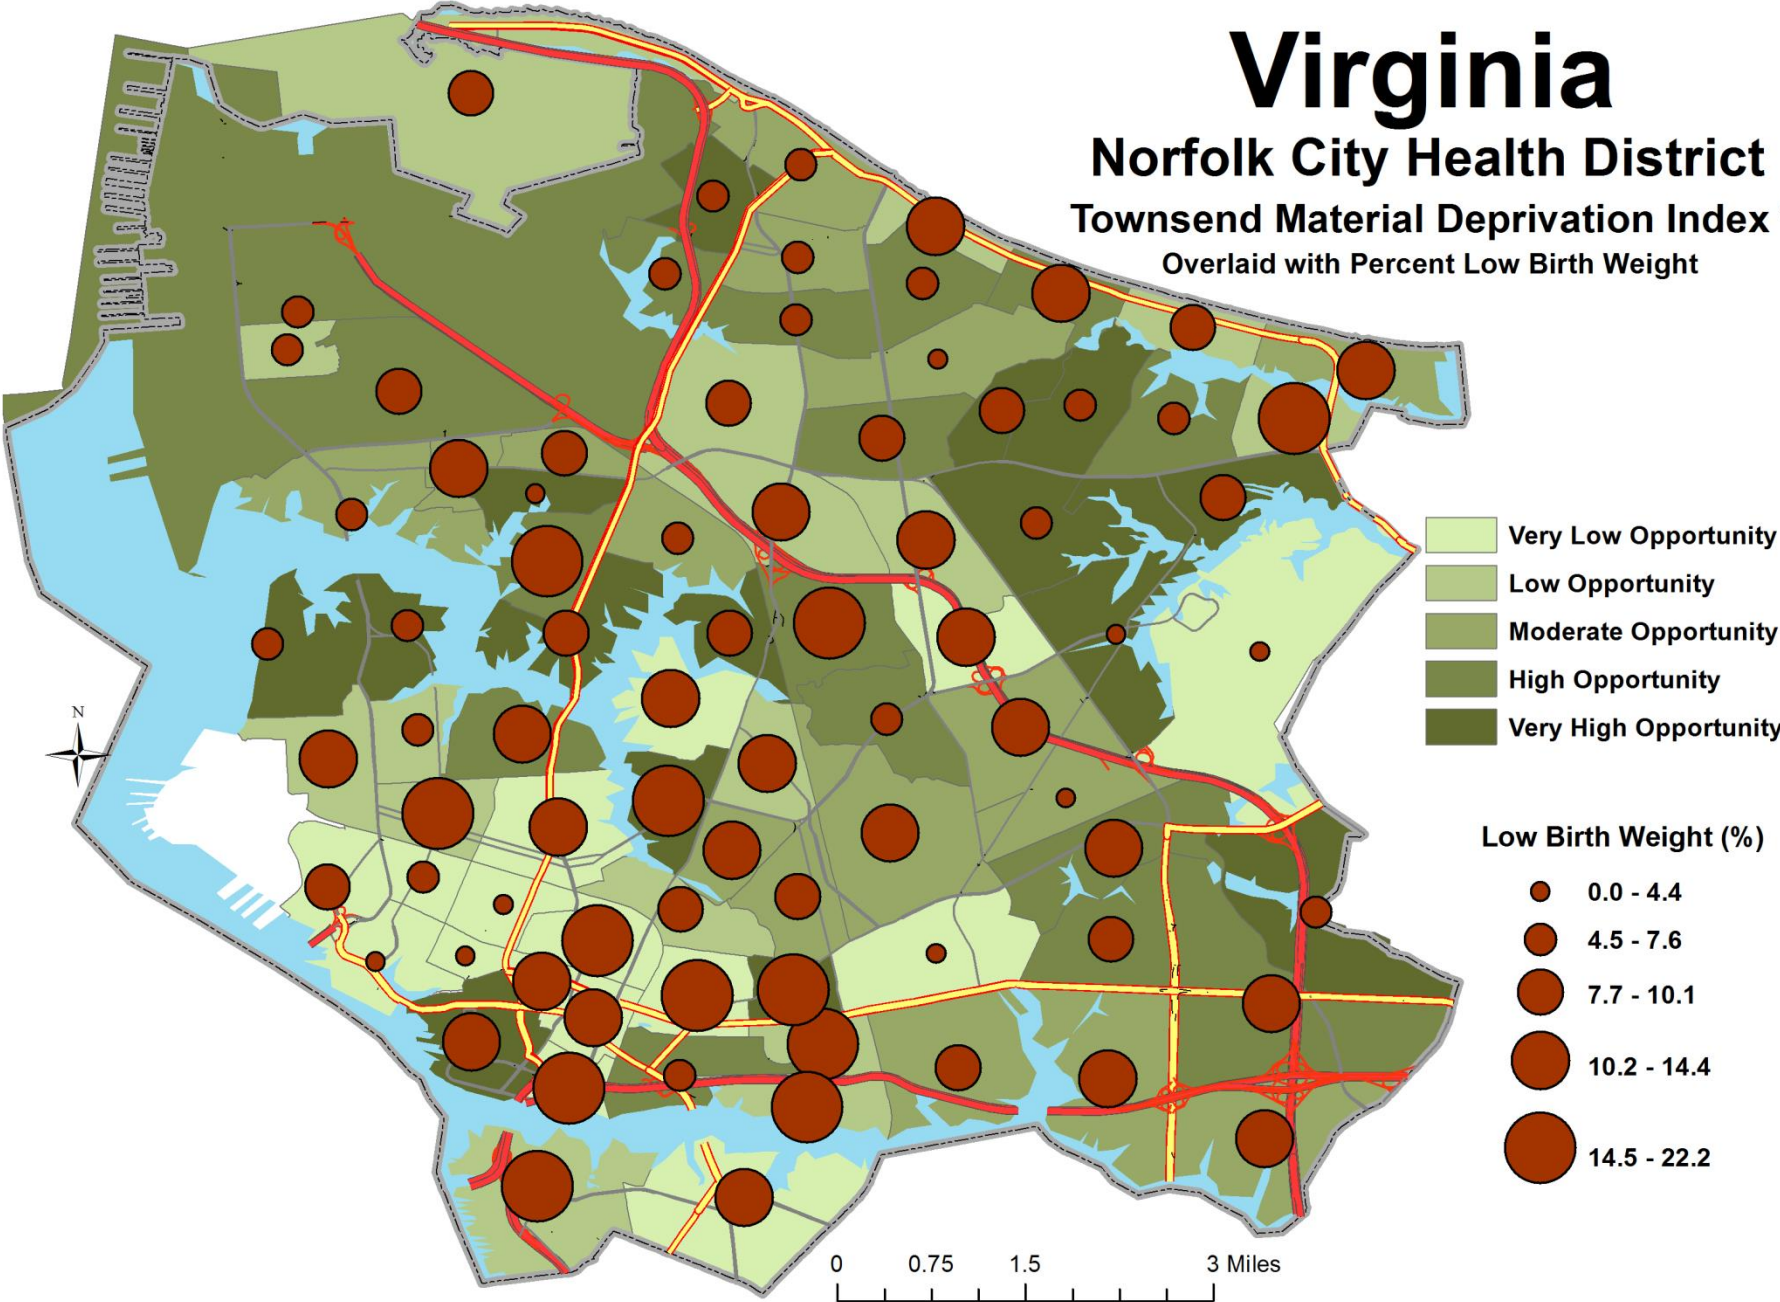 Virginia
Norfolk City Health District
Townsend Material Deprivation Index
Overlaid with Percent Low Birth Weight
Very Low Opportunity
Low Opportunity
Moderate Opportunity
High Opportunity
Very High Opportunity
N
Low Birth Weight (%)
0.0 - 4.4
4.5 - 7.6
7.7 - 10.1
10.2 - 14.4
14.5 - 22.2
0 0.75 1.5 3 Miles